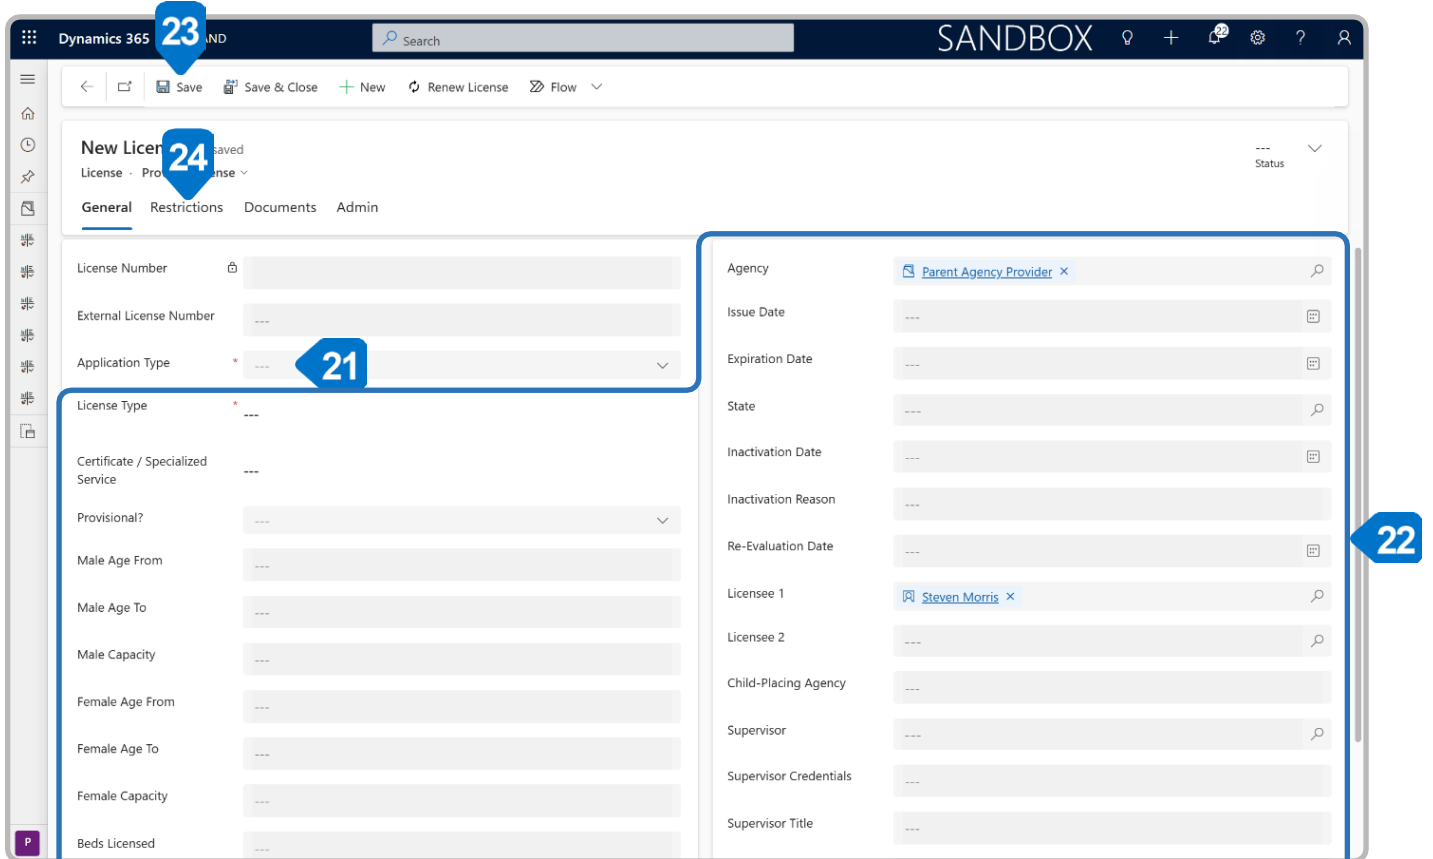 23
Dynamics 365
AND
Search
SANDBOX
22
?
Save
Save & Close
New
Renew License
Flow
New Licen
saved
24
License · Pro
ense
---
Status
General
Restrictions
Documents
Admin
License Number
External License Number
---
Application Type
*
---
21
License Type
*
---
Certificate / Specialized
Service
---
Provisional?
---
Male Age From
---
Male Age To
---
Male Capacity
---
Female Age From
---
Female Age To
---
Female Capacity
---
Beds Licensed
---
Agency
Parent Agency Provider ×
Issue Date
---
Expiration Date
---
State
---
Inactivation Date
---
Inactivation Reason
---
Re-Evaluation Date
---
22
Licensee 1
Steven Morris ×
Licensee 2
---
Child-Placing Agency
---
Supervisor
---
Supervisor Credentials
---
Supervisor Title
---
P